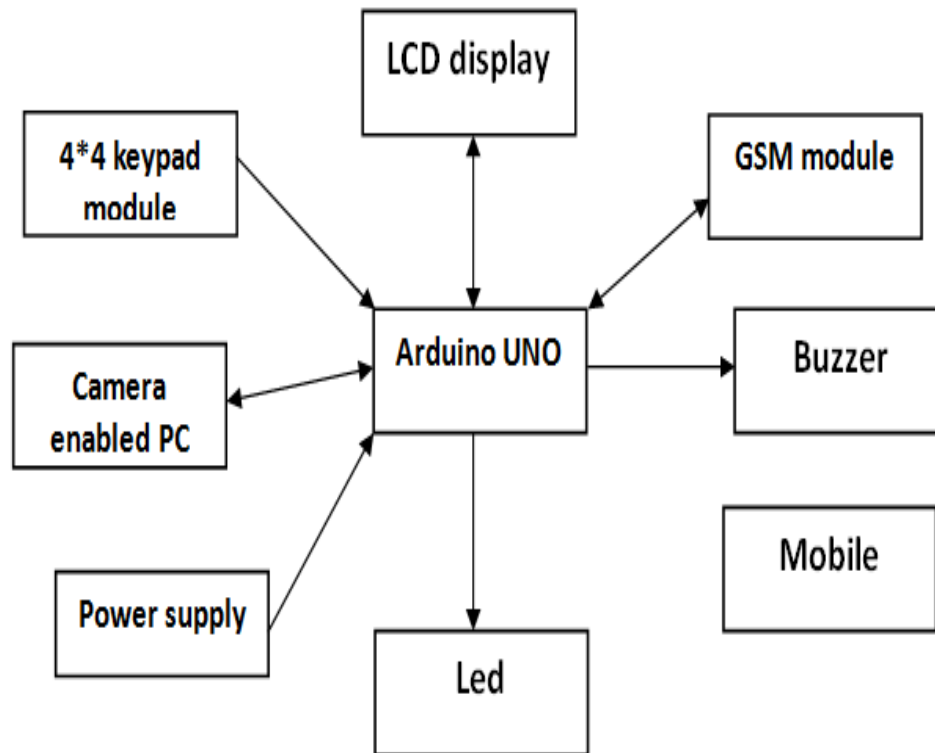 LCD display
4*4 keypad
module
GSM module
Arduino UNO
Buzzer
Camera
enabled PC
Mobile
Power supply
Led